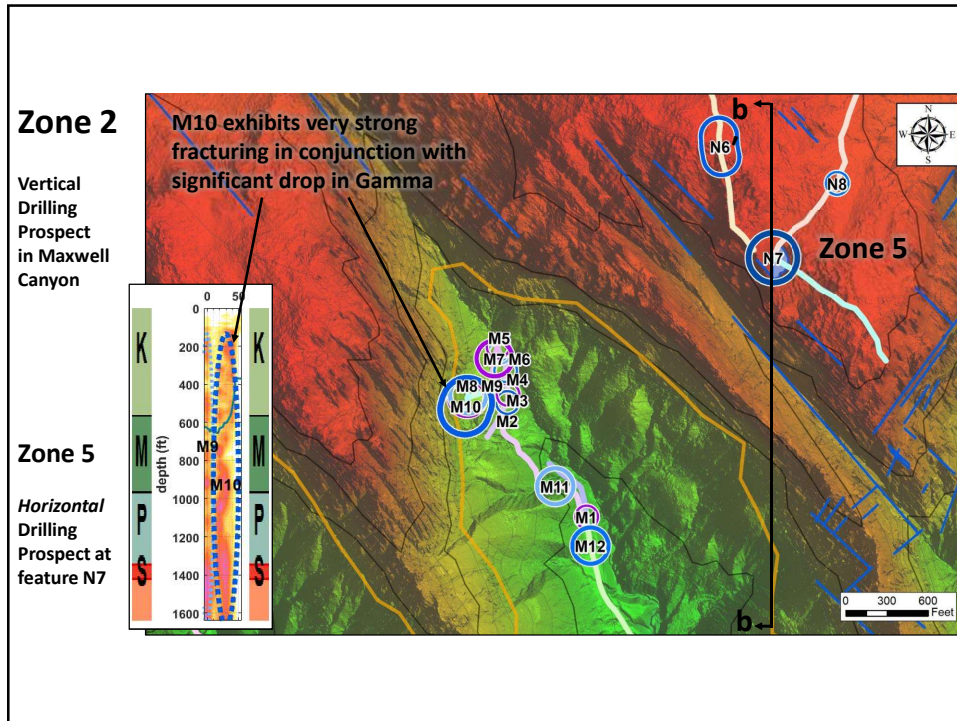 Zone 2
Vertical
Drilling
Prospect
in Maxwell
Canyon
M10 exhibits very strong
fracturing in conjunction with
significant drop in Gamma
b
N
W E
S
N6
N8
N7
Zone 5
0 50
0
200
400
600
800
1000
1200
1400
1600
depth (ft)
K
M
P
S
K
M
P
S
M9
M10
M5
M7 M6
M4
M8 M9
M10 M3
M2
M11
M1
M12
Zone 5
Horizontal
Drilling
Prospect at
feature N7
0 300 600
Feet
b